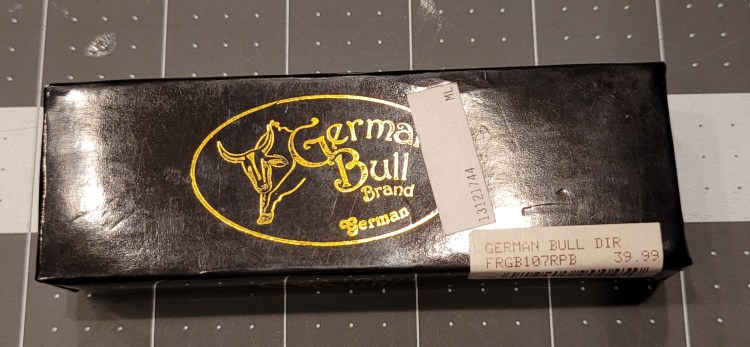 German
Bull
Brand
German
ML
13121744
GERMAN BULL DIR
FRGB107RPB 39.99